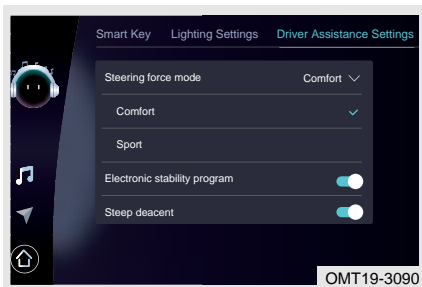 Smart Key Lighting Settings Driver Assistance Settings
Steering force mode Comfort
Comfort
Sport
Electronic stability program
Steep deacent
OMT19-3090